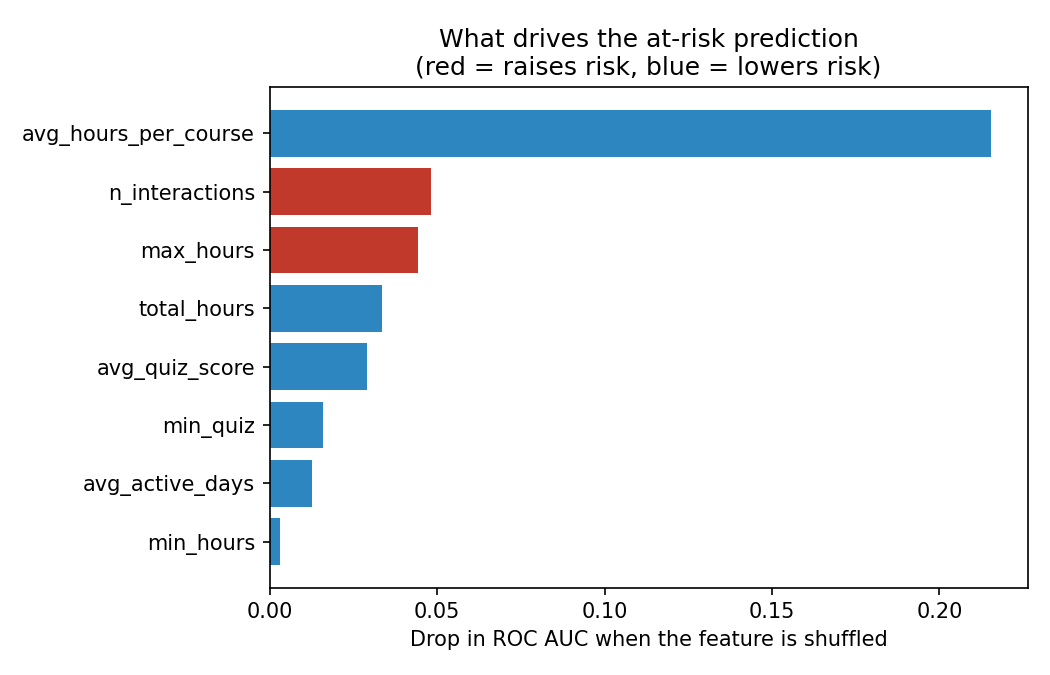 What drives the at-risk prediction
(red = raises risk, blue = lowers risk)
avg_hours_per_course
n_interactions
max_hours
total_hours
avg_quiz_score
min_quiz
avg_active_days
min_hours
0.00 0.05 0.10 0.15 0.20
Drop in ROC AUC when the feature is shuffled